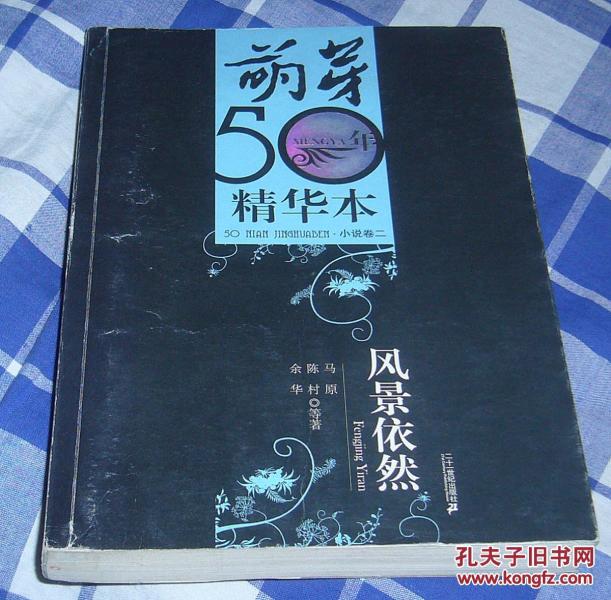 萌芽
50年
MENGYA
精华本
50 NIAN JINGHUABEN·小说卷二
风景依然
Fengjing Yiran
马原
陈村◎等著
余华
二十一世纪出版社
孔夫子旧书网
www.kongfz.com